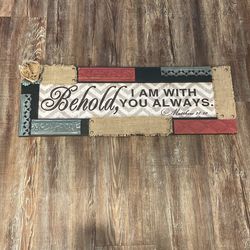 Behold, I AM WITH
YOU ALWAYS.
Matthew 28:20